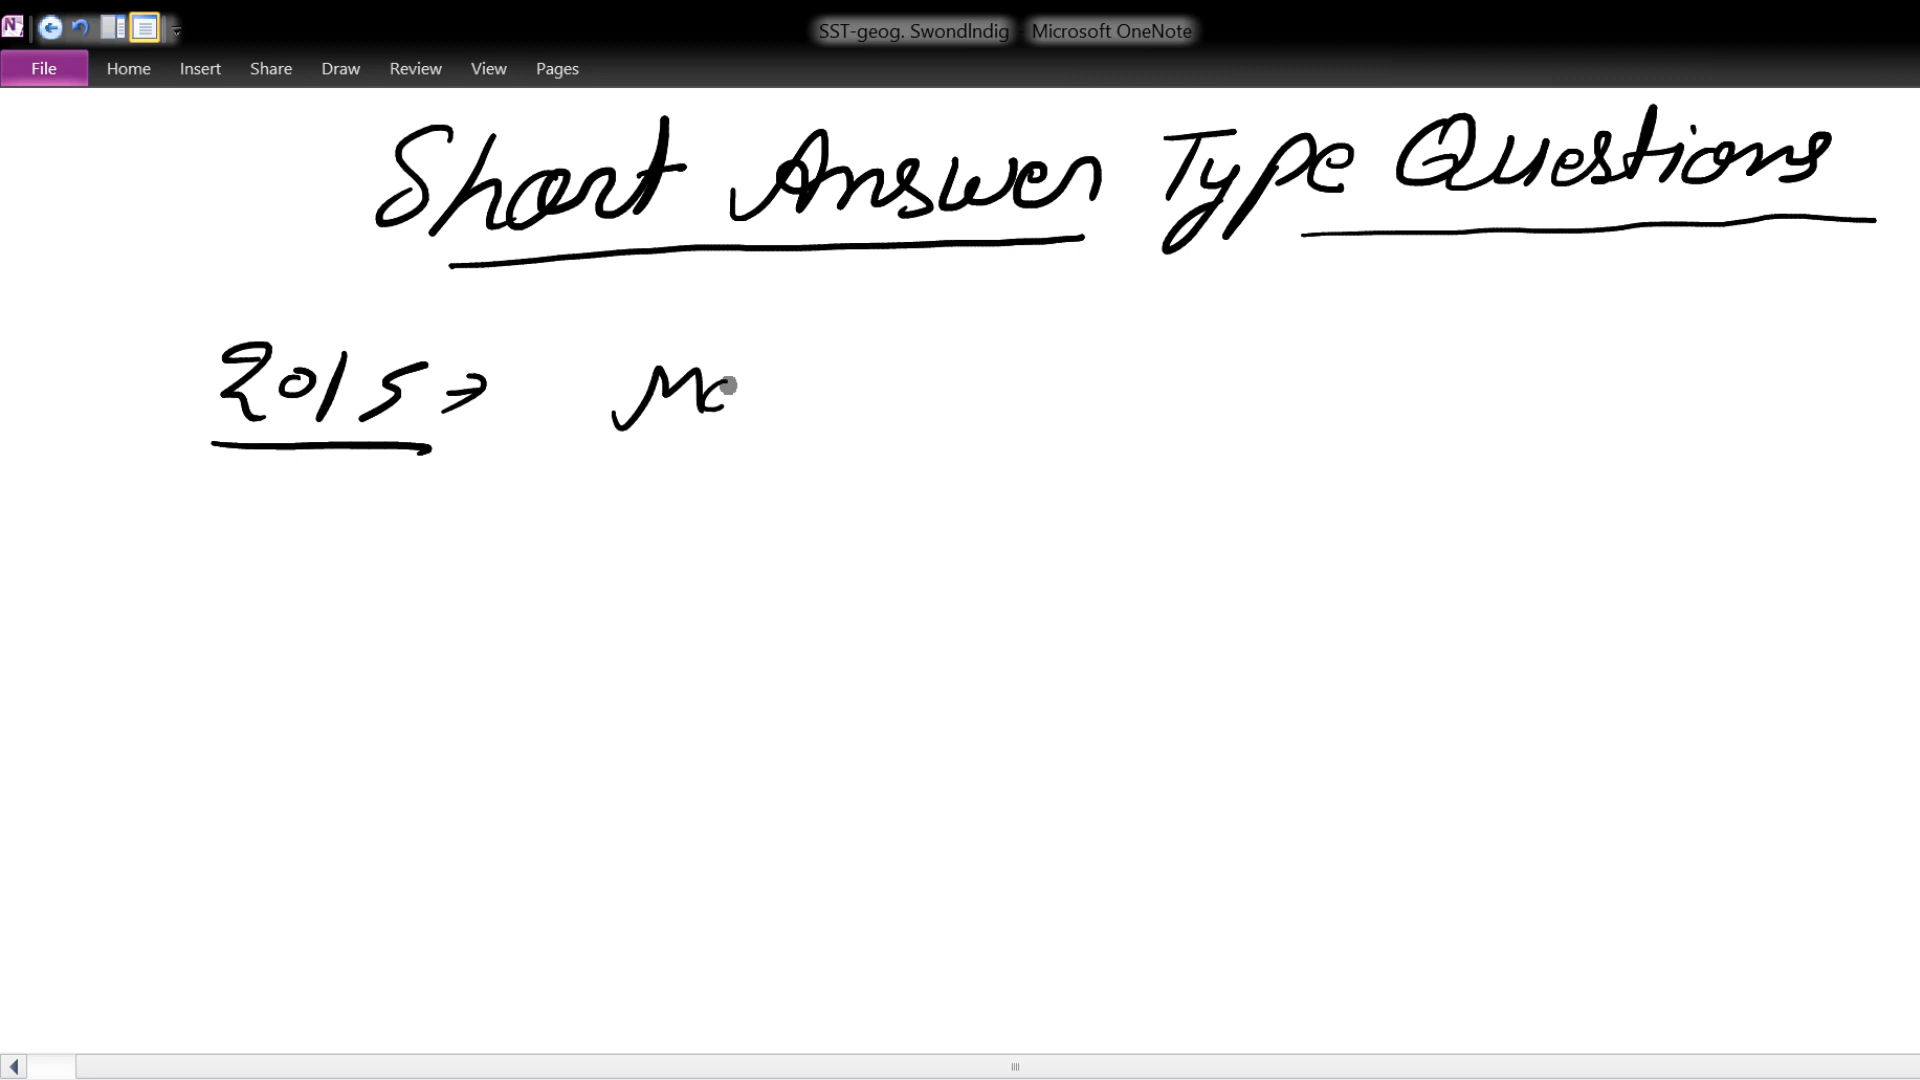 SST-geog. SwondIndig - Microsoft OneNote
File Home Insert Share Draw Review View Pages
Short Answer Type Questions
2015 →